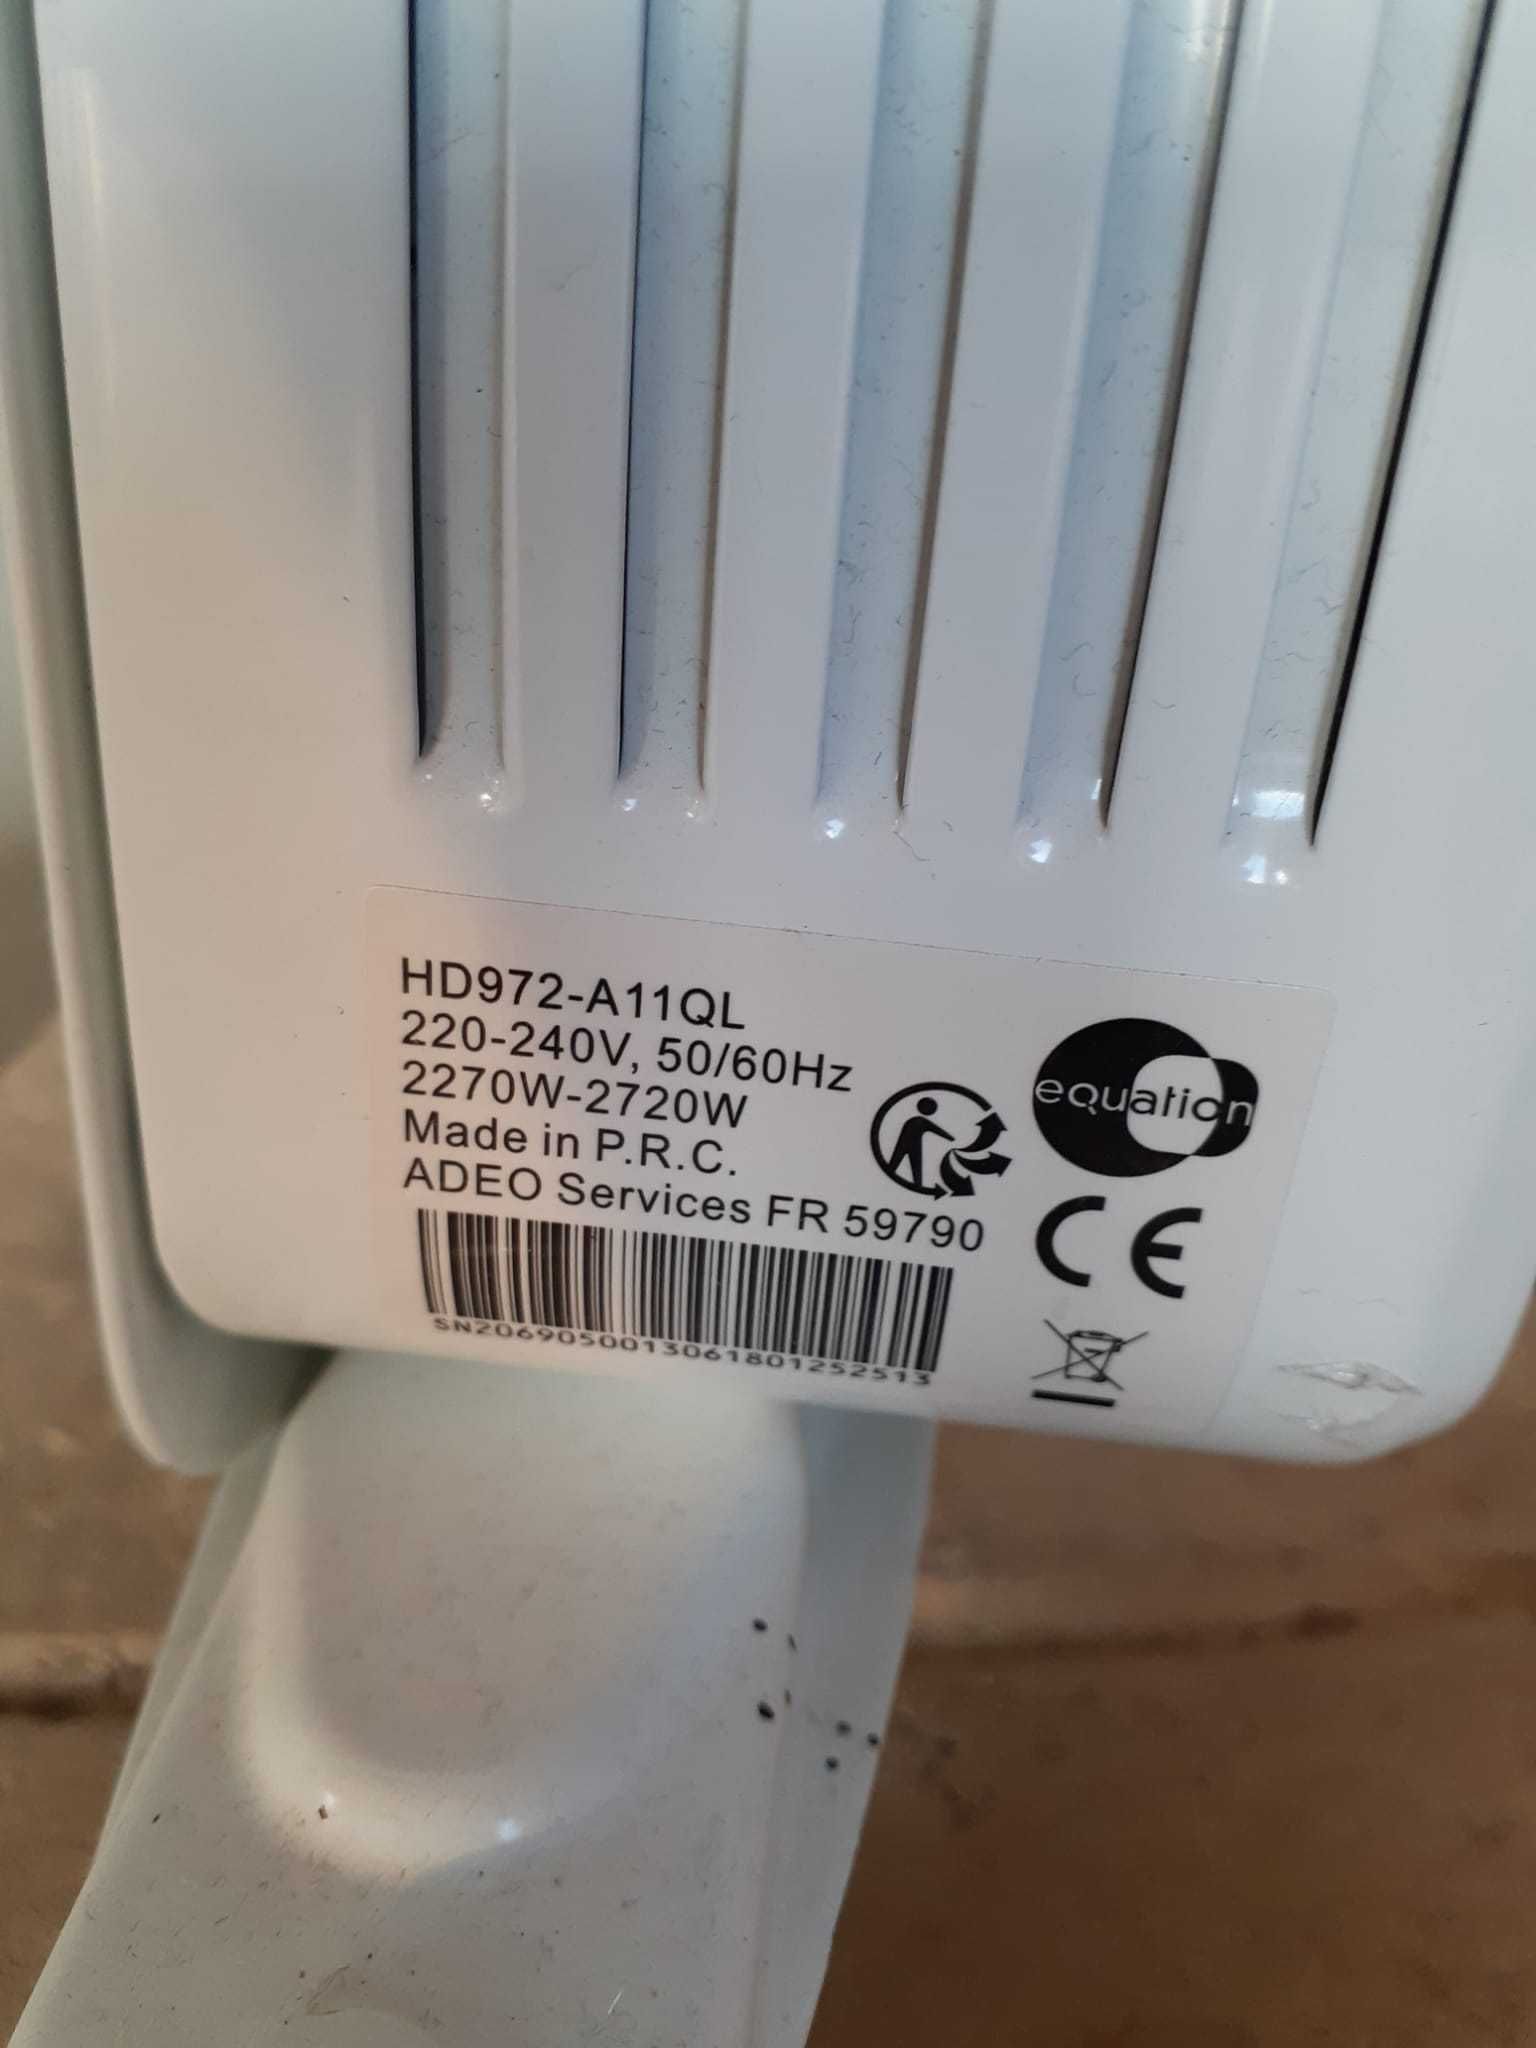 HD972-A11QL
220-240V, 50/60Hz
2270W-2720W
Made in P.R.C.
ADEO Services FR 59790
SN20690500130618012525​13
equation
CE